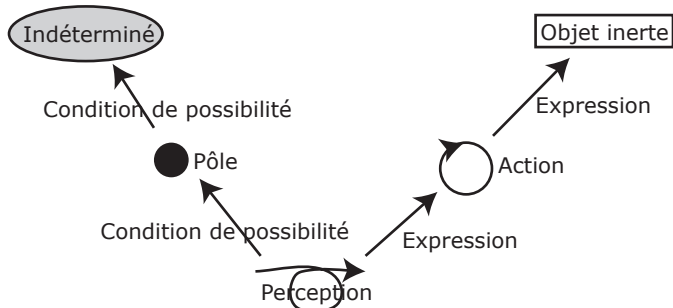 Indéterminé
Objet inerte
Condition de possibilité
Expression
Pôle
Action
Condition de possibilité
Expression
Perception